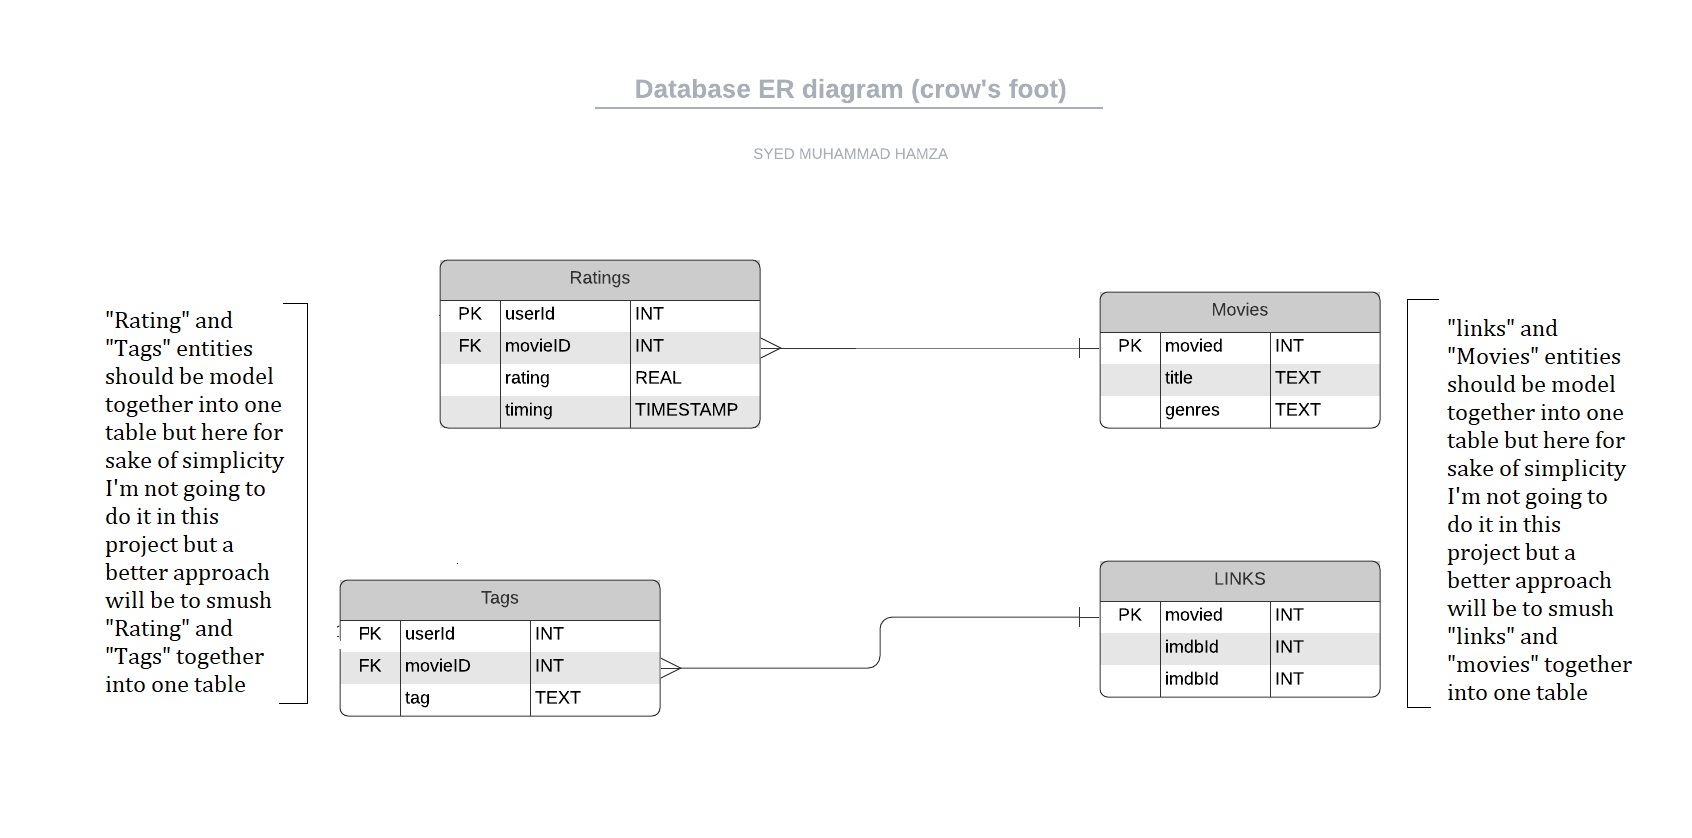 Database ER diagram (crow's foot)
SYED MUHAMMAD HAMZA
"Rating" and
"Tags" entities
should be model
together into one
table but here for
sake of simplicity
I'm not going to
do it in this
project but a
better approach
will be to smush
"Rating" and
"Tags" together
into one table
Ratings
PK userId INT
FK movieID INT
rating REAL
timing TIMESTAMP
Movies
PK movied INT
title TEXT
genres TEXT
Tags
PK userId INT
FK movieID INT
tag TEXT
LINKS
PK movied INT
imdbId INT
imdbId INT
"links" and
"Movies" entities
should be model
together into one
table but here for
sake of simplicity
I'm not going to
do it in this
project but a
better approach
will be to smush
"links" and
"movies" together
into one table